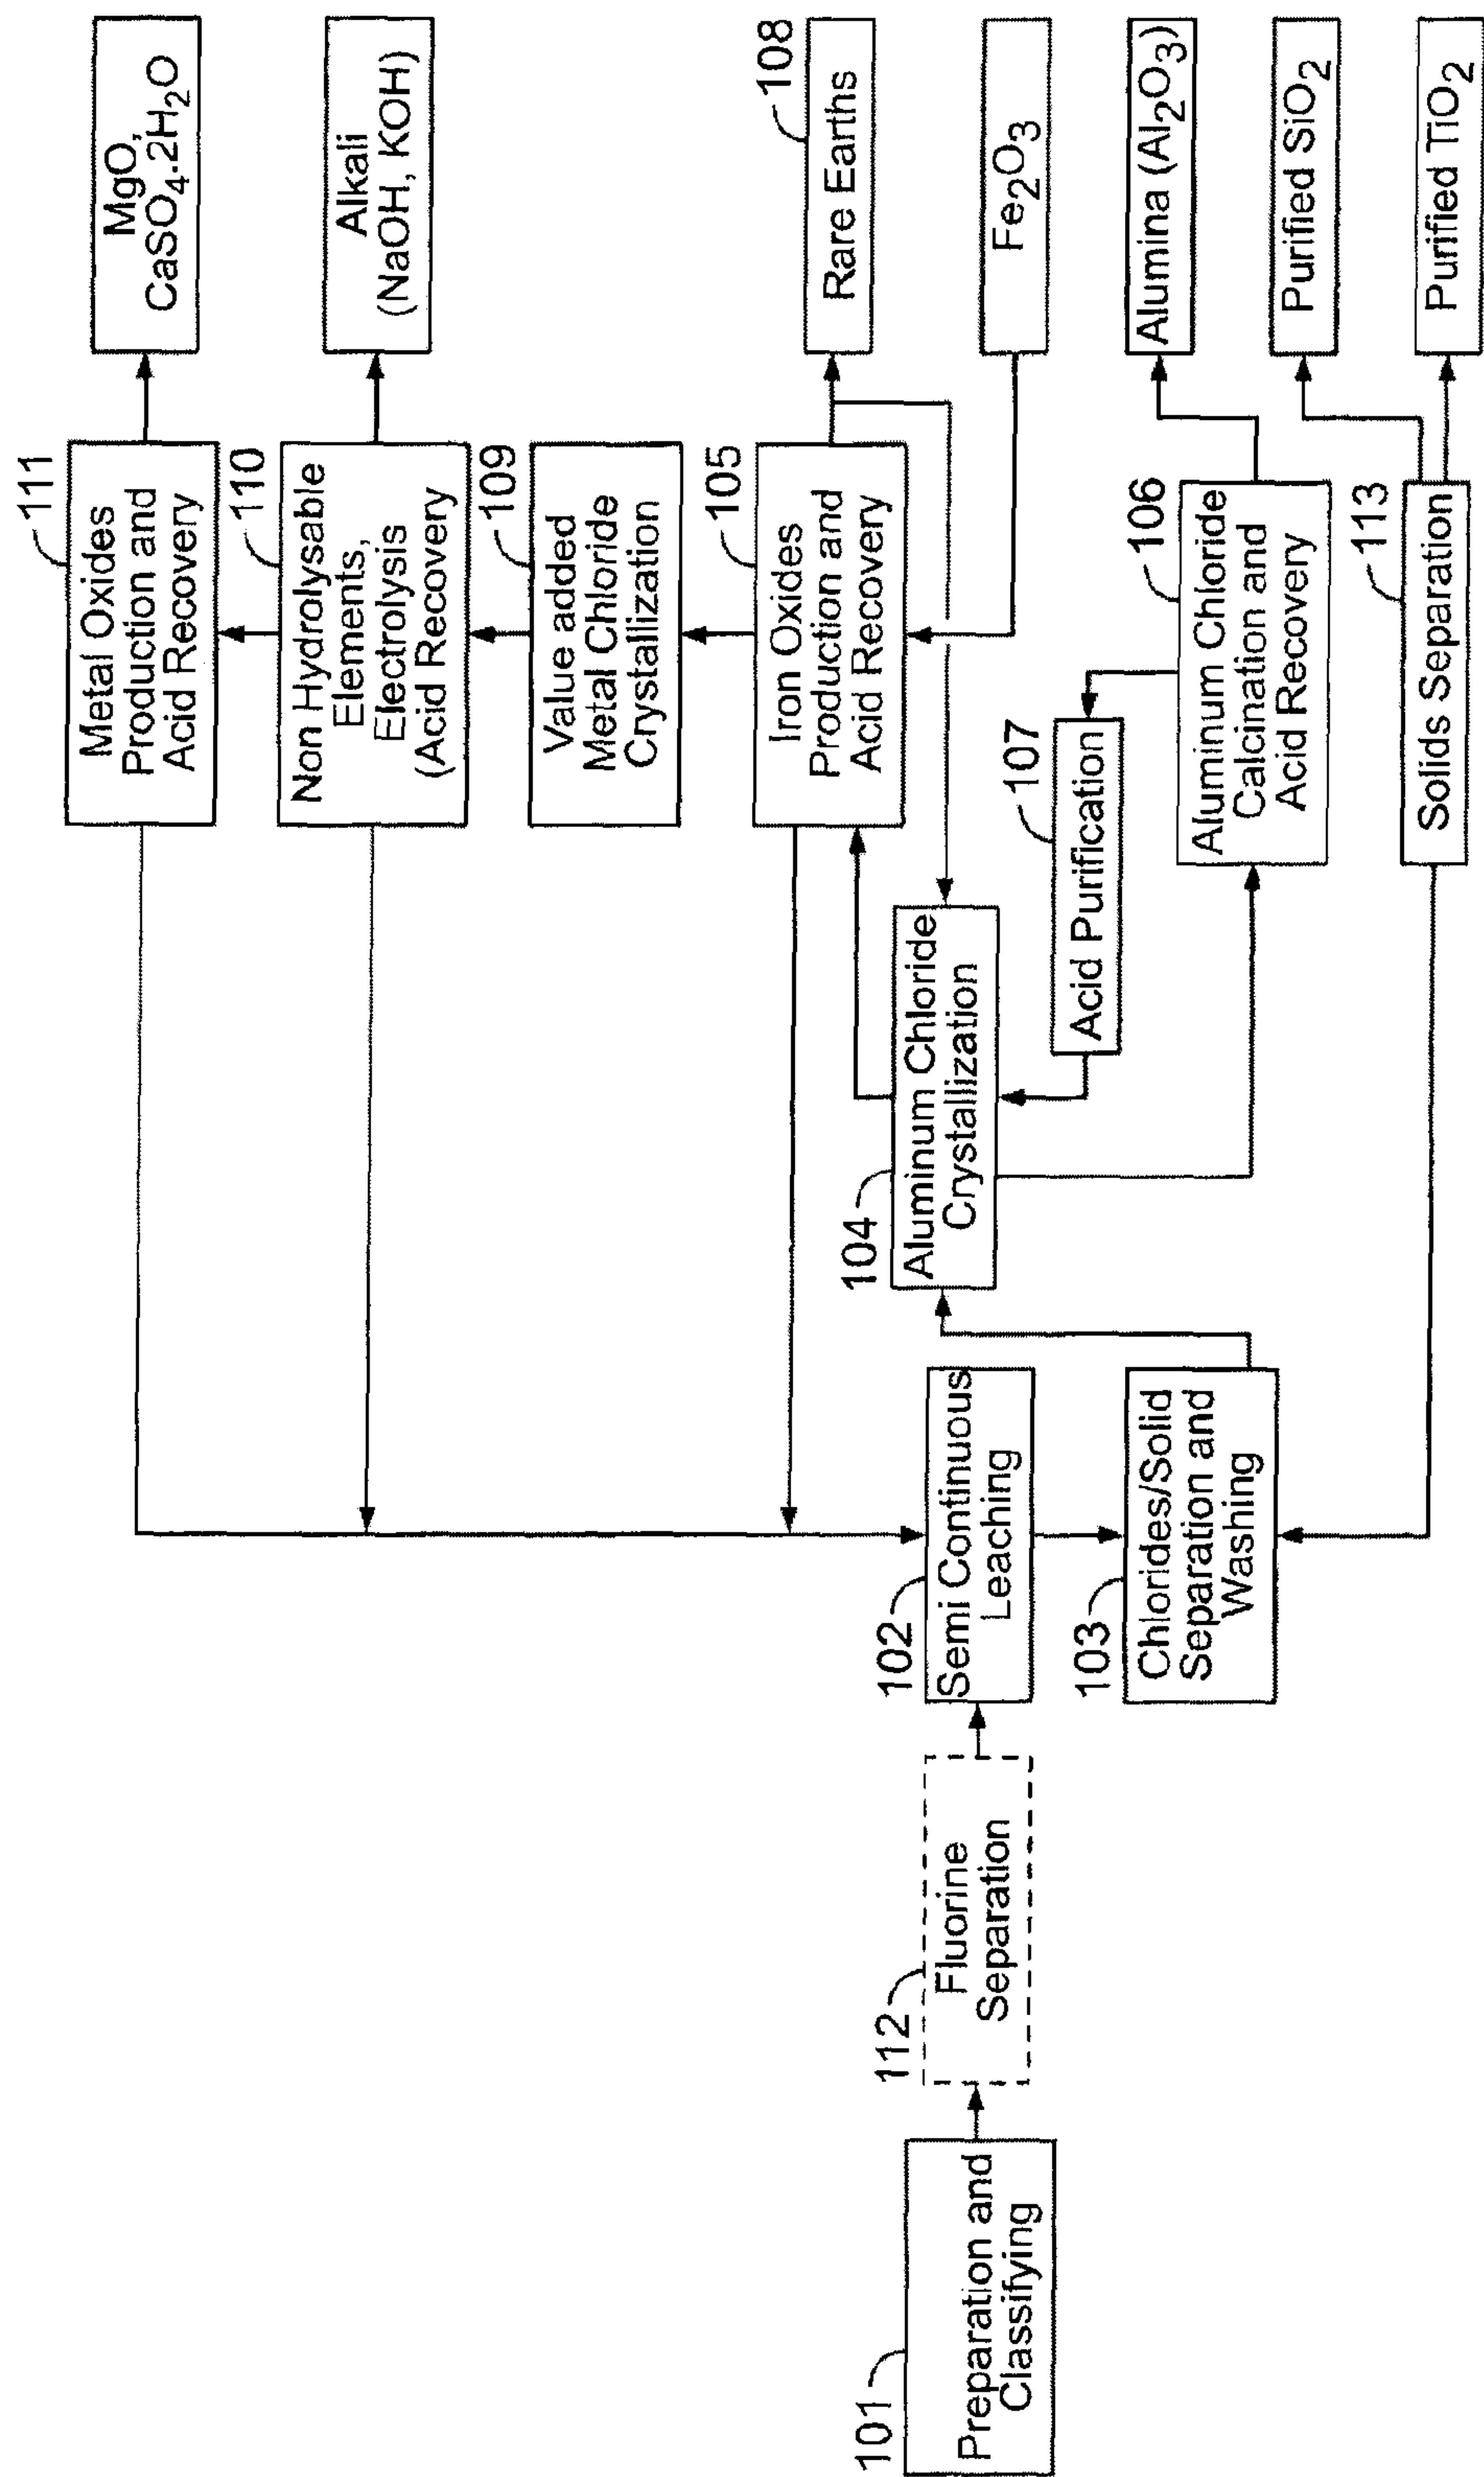 101
Preparation and
Classifying
112
Fluorine
Separation
102
Semi Continuous
Leaching
103
Chlorides/Solid
Separation and
Washing
104
Aluminum Chloride
Crystallization
111
Metal Oxides
Production and
Acid Recovery
110
Non Hydrolysable
Elements,
Electrolysis
(Acid Recovery)
109
Value added
Metal Chloride
Crystallization
105
Iron Oxides
Production and
Acid Recovery
107
Acid Purification
106
Aluminum Chloride
Calcination and
Acid Recovery
113
Solids Separation
MgO,
CaSO4.2H2O
Alkali
(NaOH, KOH)
108
Rare Earths
Fe2O3
Alumina (Al2O3)
Purified SiO2
Purified TiO2